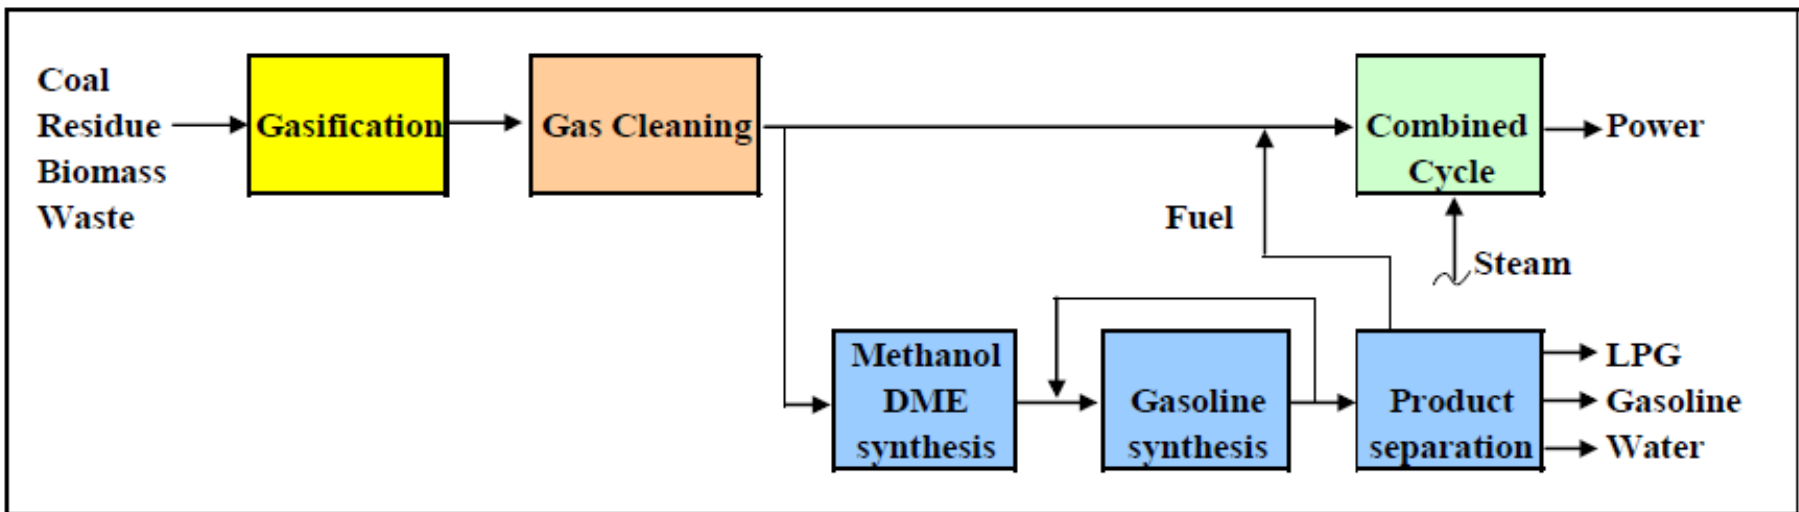 Coal
Residue
Biomass
Waste
Gasification
Gas Cleaning
Combined
Cycle
Power
Fuel
Steam
Methanol
DME
synthesis
Gasoline
synthesis
Product
separation
LPG
Gasoline
Water